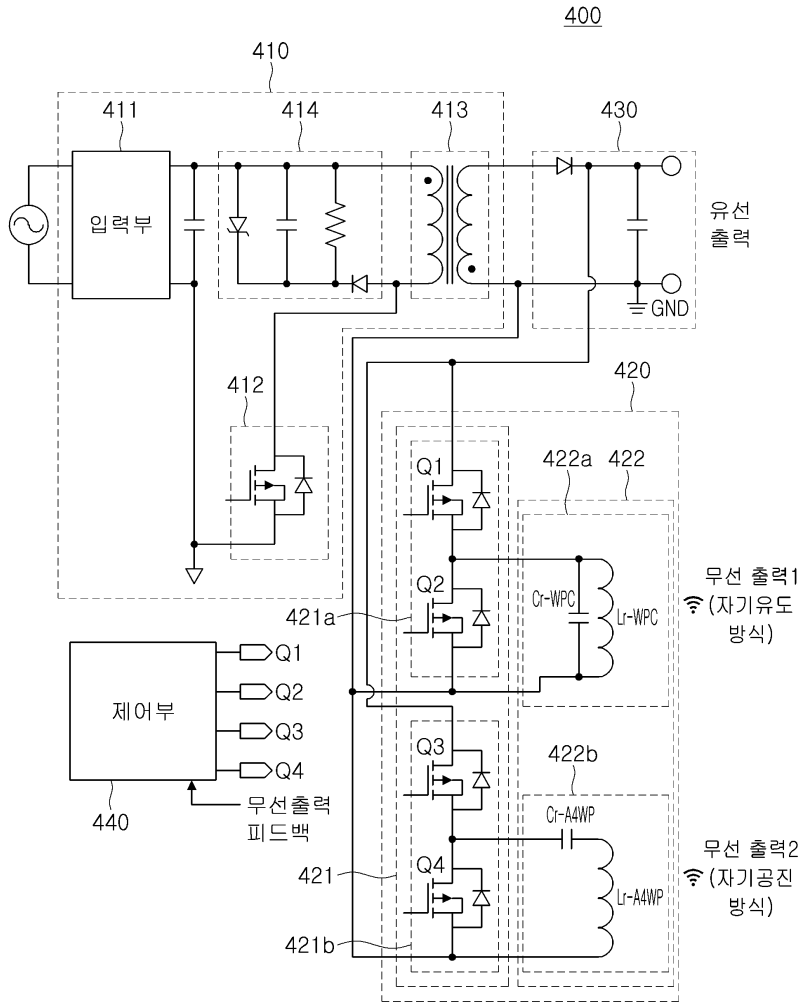 400
410
411
414
413
430
입력부
유선
출력
GND
412
420
422a
422
Q1
Q2
421a
Cr-WPC
Lr-WPC
무선 출력1
(자기유도
방식)
제어부
Q1
Q2
Q3
Q4
440
무선출력
피드백
Q3
Q4
422b
Cr-A4WP
Lr-A4WP
421
421b
무선 출력2
(자기공진
방식)